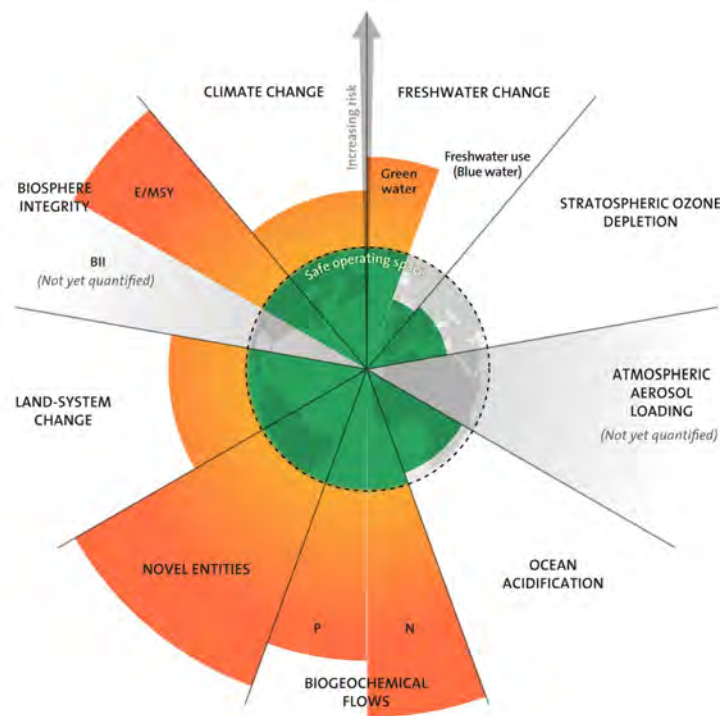 CLIMATE CHANGE
FRESHWATER CHANGE
Increasing risk
Green
water
Freshwater use
(Blue water)
E/MSY
BIOSPHERE
INTEGRITY
STRATOSPHERIC OZONE
DEPLETION
BII
(Not yet quantified)
Safe operating space
LAND-SYSTEM
CHANGE
ATMOSPHERIC
AEROSOL
LOADING
(Not yet quantified)
OCEAN
ACIDIFICATION
NOVEL ENTITIES
P
N
BIOGEOCHEMICAL
FLOWS